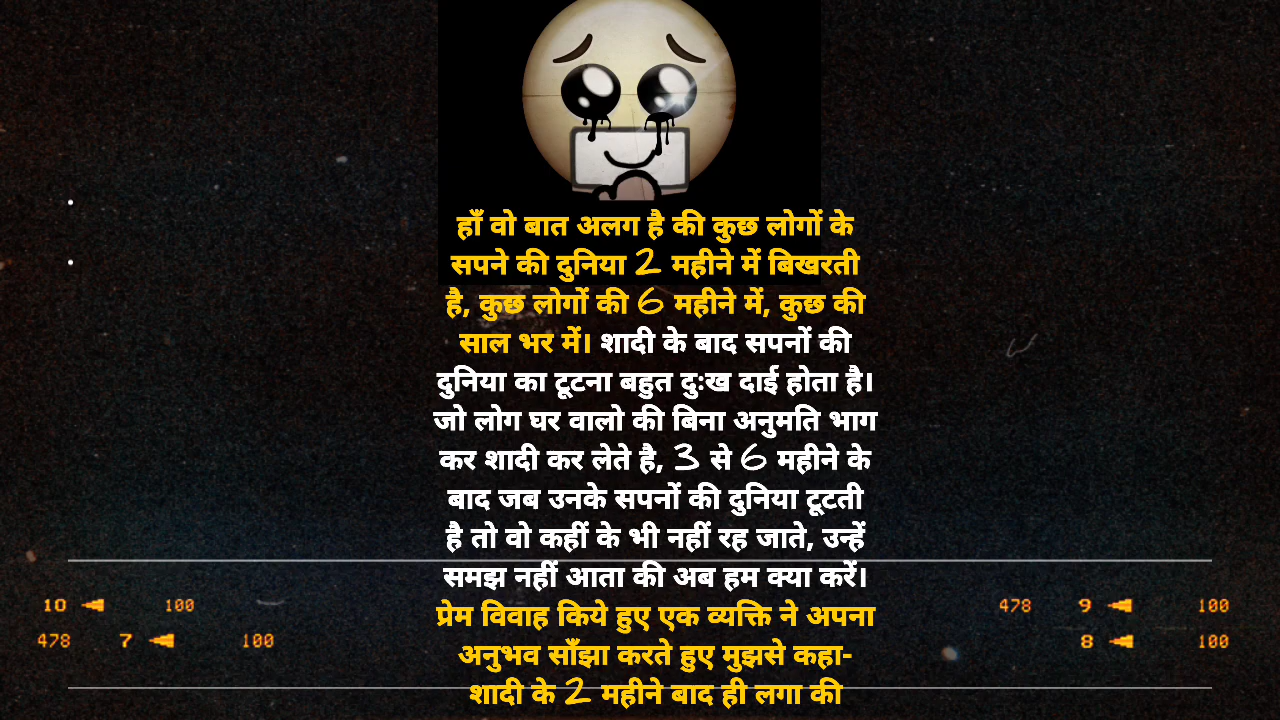 हाँ वो बात अलग है की कुछ लोगों के
सपने की दुनिया 2 महीने में बिखरती
है, कुछ लोगों की 6 महीने में, कुछ की
साल भर में। शादी के बाद सपनों की
दुनिया का टूटना बहुत दुःख दाई होता है।
जो लोग घर वालो की बिना अनुमति भाग
कर शादी कर लेते है, 3 से 6 महीने के
बाद जब उनके सपनों की दुनिया टूटती
है तो वो कहीं के भी नहीं रह जाते, उन्हें
समझ नहीं आता की अब हम क्या करें।
प्रेम विवाह किये हुए एक व्यक्ति ने अपना
अनुभव साँझा करते हुए मुझसे कहा-
शादी के 2 महीने बाद ही लगा की
10 100
478 7 100
478 9 100
8 100